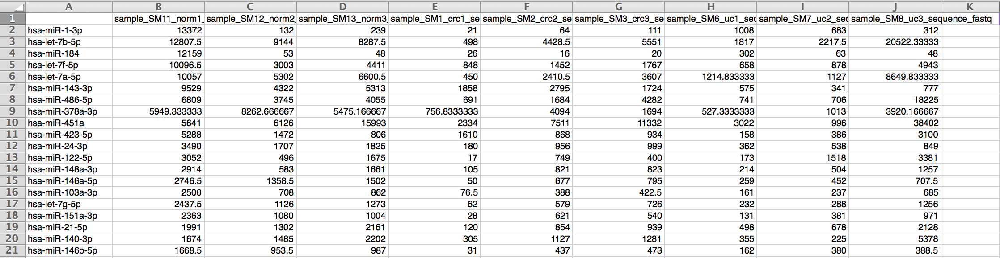 A B C D E F G H I J K
1 sample_SM11_norm1_ sample_SM12_norm2_ sample_SM13_norm3_ sample_SM1_crc1_se sample_SM2_crc2_se sample_SM3_crc3_se sample_SM6_uc1_sec sample_SM7_uc2_sec sample_SM8_uc3_sequence_fastq
2 hsa-miR-1-3p 13372 132 239 21 64 111 1008 683 312
3 hsa-let-7b-5p 12807.5 9144 8287.5 498 4428.5 5551 1817 2217.5 20522.33333
4 hsa-miR-184 12159 53 48 26 16 20 302 63 48
5 hsa-let-7f-5p 10096.5 3003 4411 848 1452 1767 658 878 4943
6 hsa-let-7a-5p 10057 5302 6600.5 450 2410.5 3607 1214.833333 1127 8649.833333
7 hsa-miR-143-3p 9529 4322 5313 1858 2795 1724 575 341 777
8 hsa-miR-486-5p 6809 3745 4055 691 1684 4282 741 706 18225
9 hsa-miR-378a-3p 5949.333333 8262.666667 5475.166667 756.8333333 4094 1694 527.3333333 1013 3920.166667
10 hsa-miR-451a 5641 6126 15993 2334 7511 11332 3022 996 38402
11 hsa-miR-423-5p 5288 1472 806 1610 868 934 158 386 3100
12 hsa-miR-24-3p 3490 1707 1825 180 956 999 362 538 849
13 hsa-miR-122-5p 3052 496 1675 17 749 400 173 1518 3381
14 hsa-miR-148a-3p 2914 583 1661 105 821 823 214 504 1257
15 hsa-miR-146a-5p 2746.5 1358.5 1502 50 677 795 259 452 707.5
16 hsa-miR-103a-3p 2500 708 862 76.5 388 422.5 161 237 685
17 hsa-let-7g-5p 2437.5 1126 1273 62 579 726 232 288 1256
18 hsa-miR-151a-3p 2363 1080 1004 28 621 540 131 381 971
19 hsa-miR-21-5p 1991 1302 2161 120 854 939 498 678 2128
20 hsa-miR-140-3p 1674 1485 2202 305 1127 1281 355 225 5378
21 hsa-miR-146b-5p 1668.5 953.5 987 31 437 473 162 380 388.5